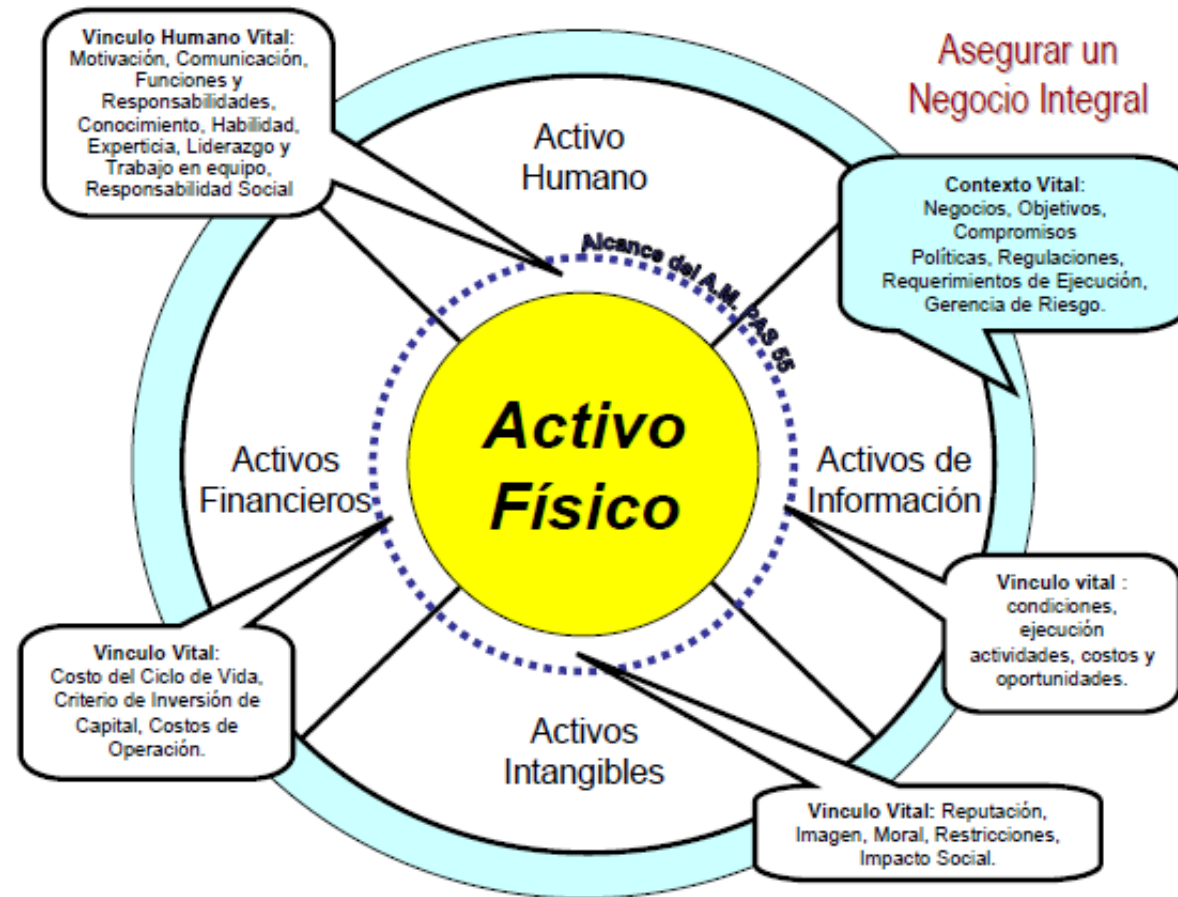 Vinculo Humano Vital:
Motivación, Comunicación,
Funciones y
Responsabilidades,
Conocimiento, Habilidad,
Experticia, Liderazgo y
Trabajo en equipo,
Responsabilidad Social
Asegurar un
Negocio Integral
Activo
Humano
Contexto Vital:
Negocios, Objetivos,
Compromisos
Políticas, Regulaciones,
Requerimientos de Ejecución,
Gerencia de Riesgo.
Alcance del A.M. PAS 55
Activos
Financieros
Activo
Físico
Activos de
Información
Vinculo vital :
condiciones,
ejecución
actividades, costos y
oportunidades.
Vinculo Vital:
Costo del Ciclo de Vida,
Criterio de Inversión de
Capital, Costos de
Operación.
Activos
Intangibles
Vinculo Vital: Reputación,
Imagen, Moral, Restricciones,
Impacto Social.